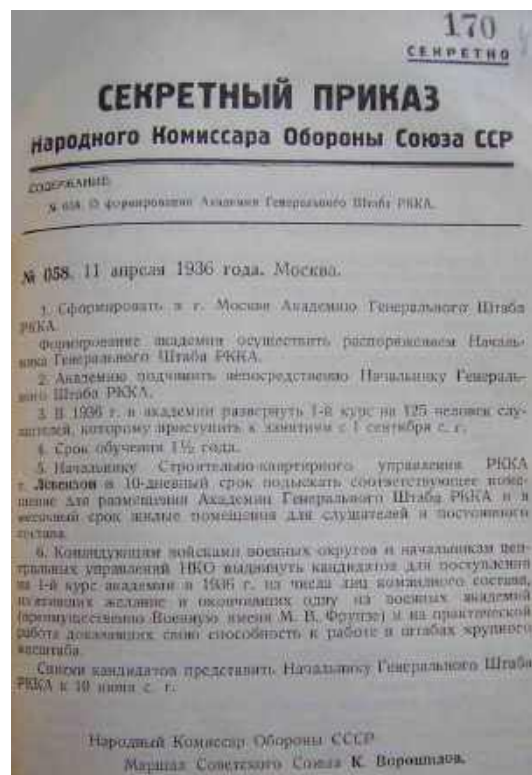 170
СЕКРЕТНО
СЕКРЕТНЫЙ ПРИКАЗ
Народного Комиссара Обороны Союза ССР
СОДЕРЖАНИЕ:
№ 058. О формировании Академии Генерального Штаба РККА.
№ 058. 11 апреля 1936 года. Москва.
1. Сформировать в г. Москве Академию Генерального Штаба
РККА.
Формирование академии осуществить распоряжением Началь-
ника Генерального Штаба РККА.
2. Академию подчинить непосредственно Начальнику Генераль-
ного Штаба РККА.
3. В 1936 г. в академии развернуть 1-й курс на 125 человек слу-
шателей, которому приступить к занятиям с 1 сентября с. г.
4. Срок обучения 1½ года.
5. Начальнику Строительно-квартирного управления РККА
т. Левензон в 10-дневный срок подыскать соответствующее поме-
щение для размещения Академии Генерального Штаба РККА и в
месячный срок жилые помещения для слушателей и постоянного
состава.
6. Командующим войсками военных округов и начальникам цен-
тральных управлений НКО выдвинуть кандидатов для поступления
на 1-й курс академии в 1936 г. из числа лиц командного состава,
изъявивших желание и окончивших одну из военных академий
(преимущественно Военную имени М. В. Фрунзе) и на практической
работе доказавших свою способность к работе в штабах крупного
масштаба.
Списки кандидатов представить Начальнику Генерального Штаба
РККА к 10 июня с. г.
Народный Комиссар Обороны СССР
Маршал Советского Союза К. Ворошилов.